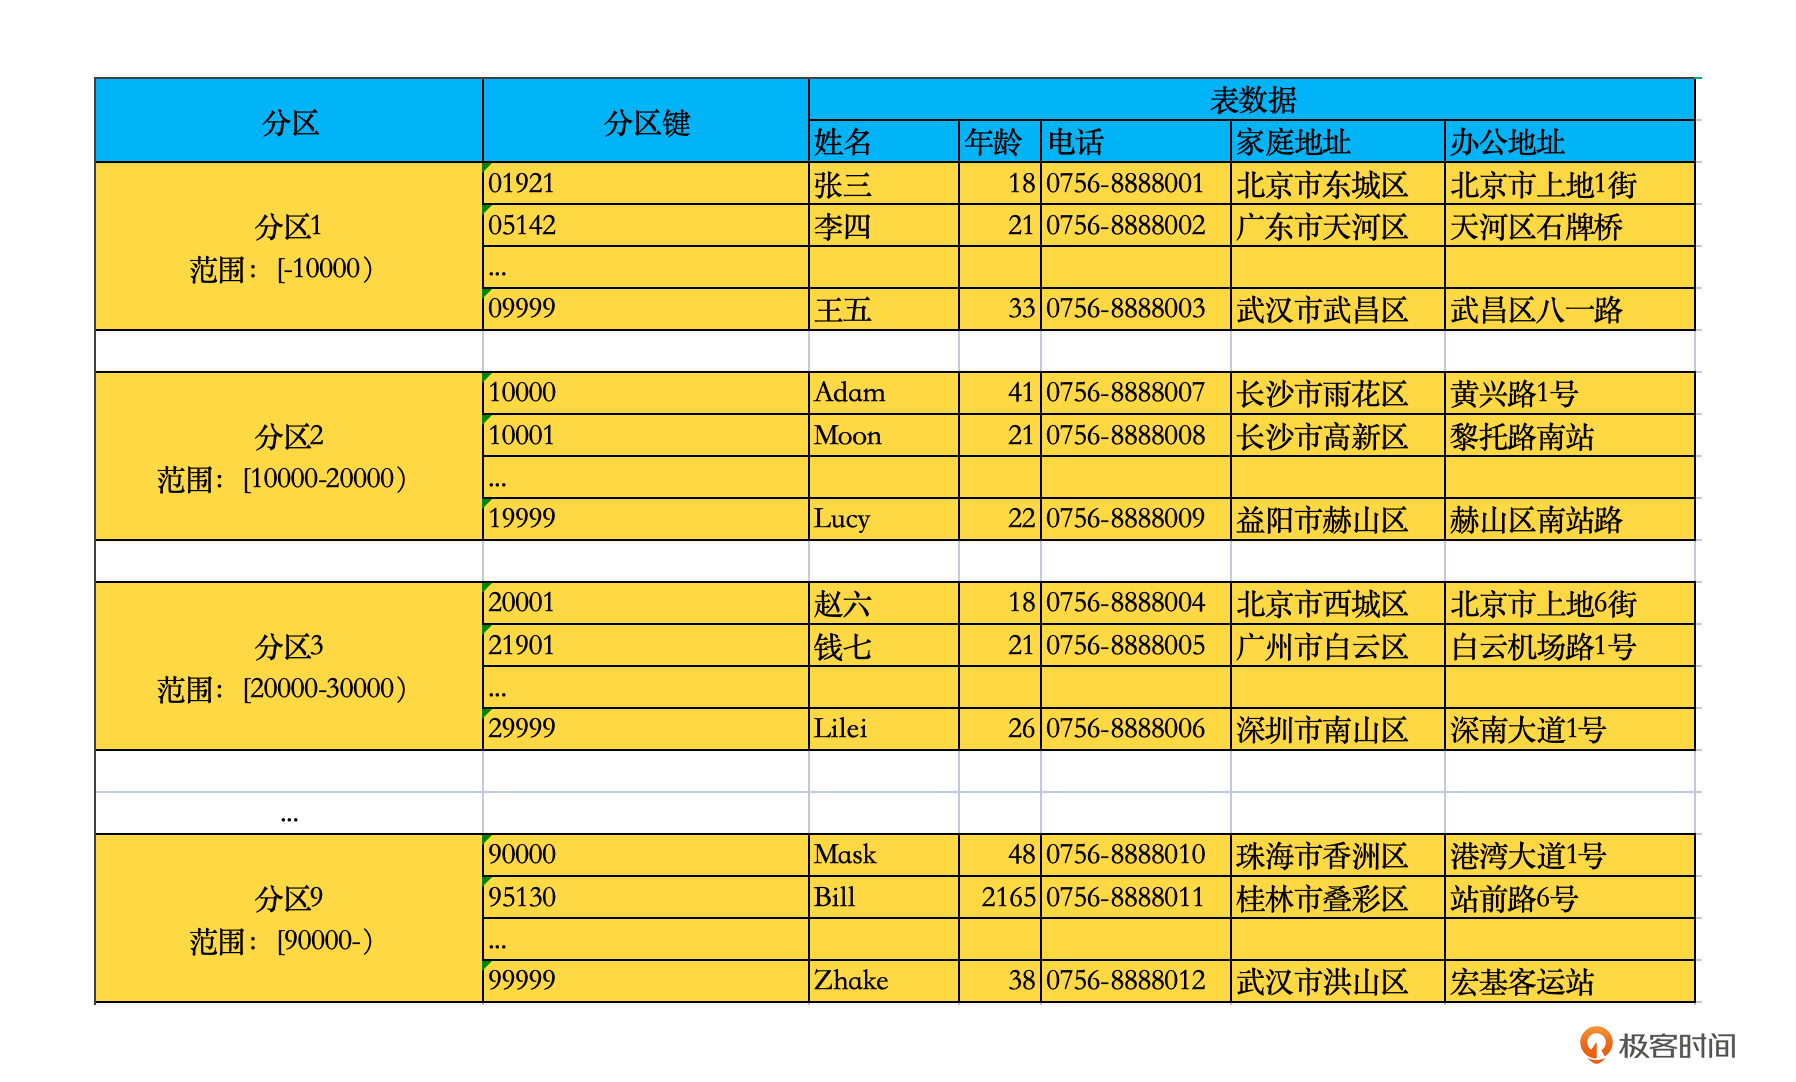 分区 分区键 表数据
姓名 年龄 电话 家庭地址 办公地址
01921 张三 18 0756-8888001 北京市东城区 北京市上地1街
分区1 05142 李四 21 0756-8888002 广东市天河区 天河区石牌桥
范围：[-10000） ...
09999 王五 33 0756-8888003 武汉市武昌区 武昌区八一路
10000 Adam 41 0756-8888007 长沙市雨花区 黄兴路1号
分区2 10001 Moon 21 0756-8888008 长沙市高新区 黎托路南站
范围：[10000-20000） ...
19999 Lucy 22 0756-8888009 益阳市赫山区 赫山区南站路
20001 赵六 18 0756-8888004 北京市西城区 北京市上地6街
分区3 21901 钱七 21 0756-8888005 广州市白云区 白云机场路1号
范围：[20000-30000） ...
29999 Lilei 26 0756-8888006 深圳市南山区 深南大道1号
...
90000 Mask 48 0756-8888010 珠海市香洲区 港湾大道1号
分区9 95130 Bill 2165 0756-8888011 桂林市叠彩区 站前路6号
范围：[90000-） ...
99999 Zhake 38 0756-8888012 武汉市洪山区 宏基客运站
极客时间